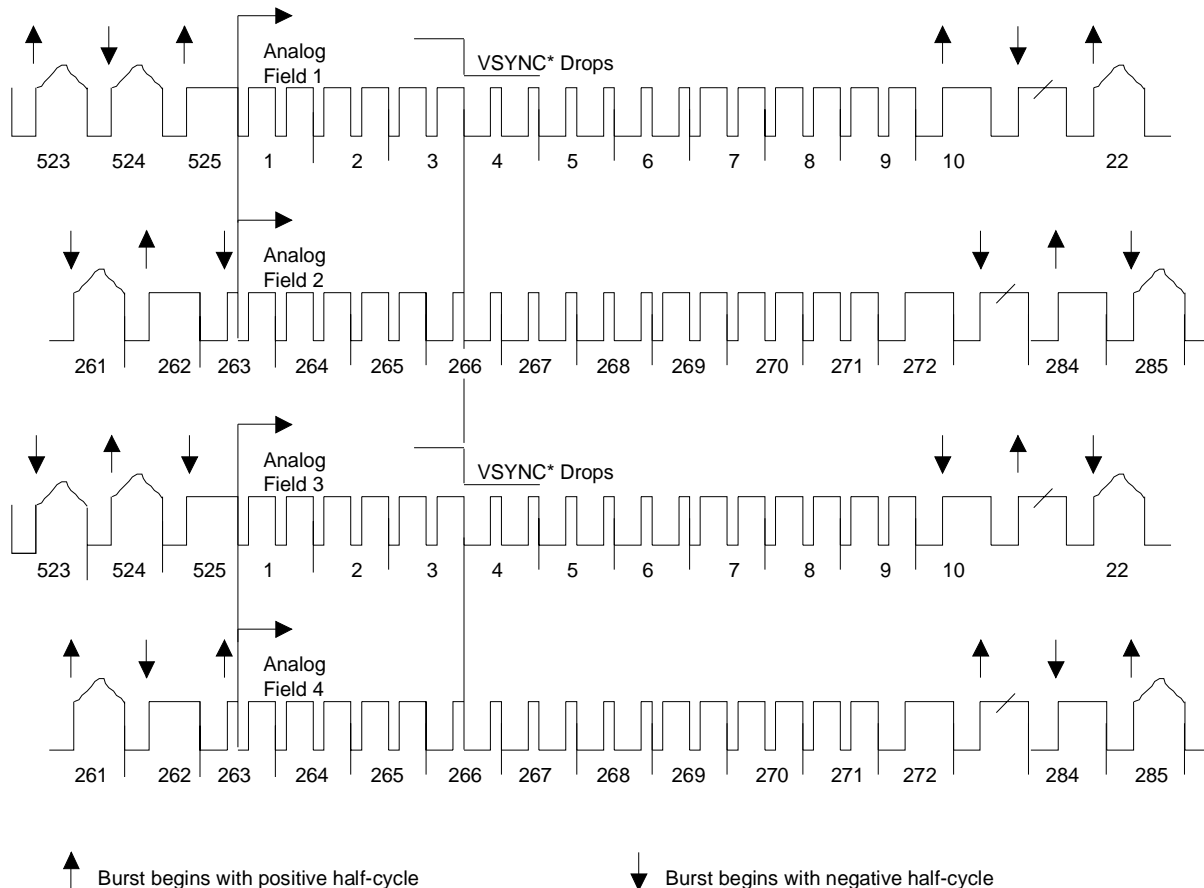 Analog
Field 1
VSYNC* Drops
523 524 525 1 2 3 4 5 6 7 8 9 10 22
Analog
Field 2
261 262 263 264 265 266 267 268 269 270 271 272 284 285
Analog
Field 3
VSYNC* Drops
523 524 525 1 2 3 4 5 6 7 8 9 10 22
Analog
Field 4
261 262 263 264 265 266 267 268 269 270 271 272 284 285
Burst begins with positive half-cycle
Burst begins with negative half-cycle